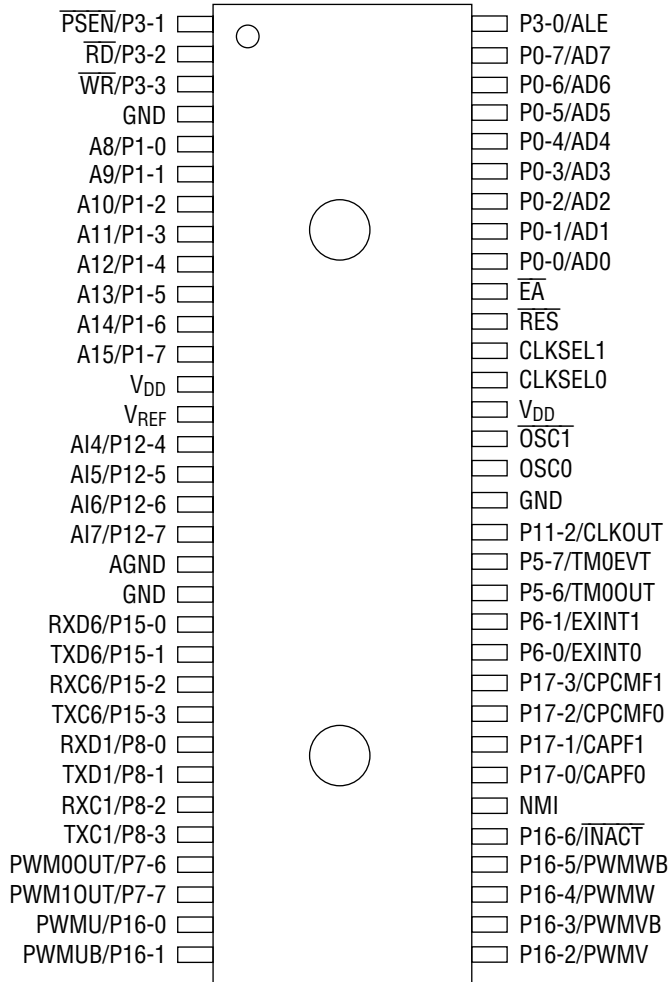 PSEN/P3-1
RD/P3-2
WR/P3-3
GND
A8/P1-0
A9/P1-1
A10/P1-2
A11/P1-3
A12/P1-4
A13/P1-5
A14/P1-6
A15/P1-7
VDD
VREF
AI4/P12-4
AI5/P12-5
AI6/P12-6
AI7/P12-7
AGND
GND
RXD6/P15-0
TXD6/P15-1
RXC6/P15-2
TXC6/P15-3
RXD1/P8-0
TXD1/P8-1
RXC1/P8-2
TXC1/P8-3
PWM0OUT/P7-6
PWM1OUT/P7-7
PWMU/P16-0
PWMUB/P16-1
P3-0/ALE
P0-7/AD7
P0-6/AD6
P0-5/AD5
P0-4/AD4
P0-3/AD3
P0-2/AD2
P0-1/AD1
P0-0/AD0
EA
RES
CLKSEL1
CLKSEL0
VDD
OSC1
OSC0
GND
P11-2/CLKOUT
P5-7/TM0EVT
P5-6/TM0OUT
P6-1/EXINT1
P6-0/EXINT0
P17-3/CPCMF1
P17-2/CPCMF0
P17-1/CAPF1
P17-0/CAPF0
NMI
P16-6/INACT
P16-5/PWMWB
P16-4/PWMW
P16-3/PWMVB
P16-2/PWMV